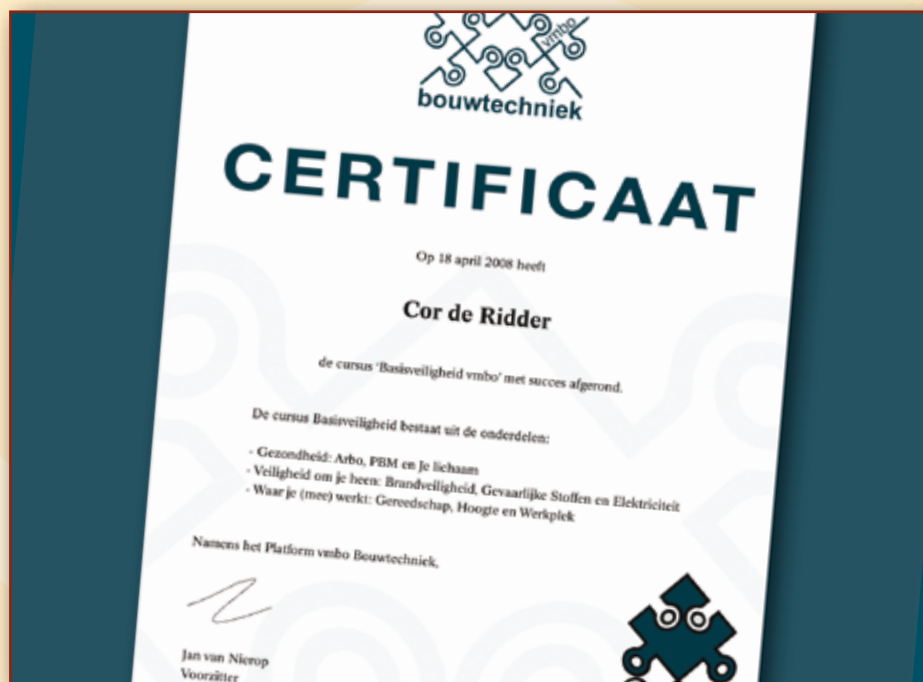 vmbo
bouwtechniek
CERTIFICAAT
Op 18 april 2008 heeft
Cor de Ridder
de cursus 'Basisveiligheid vmbo' met succes afgerond.
De cursus Basisveiligheid bestaat uit de onderdelen:
- Gezondheid: Arbo, PBM en Je lichaam
- Veiligheid om je heen: Brandveiligheid, Gevaarlijke Stoffen en Elektriciteit
- Waar je (mee) werkt: Gereedschap, Hoogte en Werkplek
Namens het Platform vmbo Bouwtechniek,
Jan van Nierop
Voorzitter